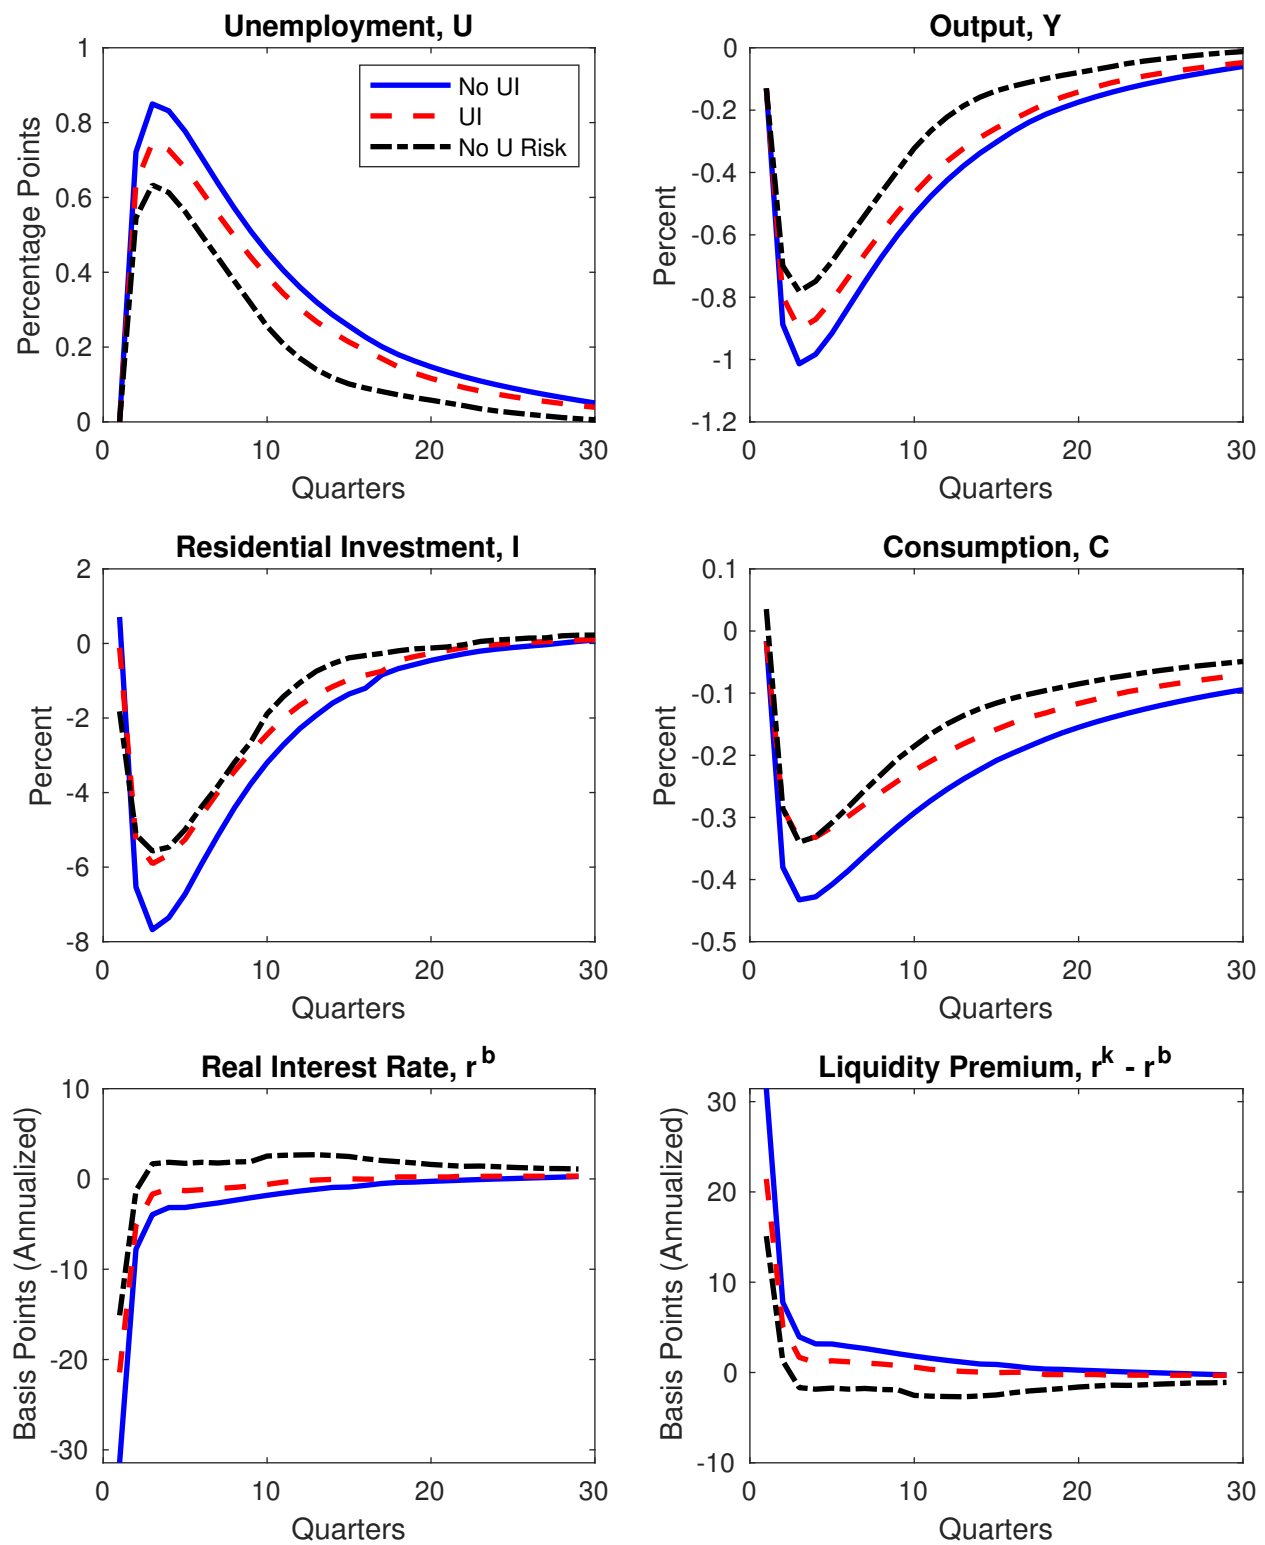 Unemployment, U
Percentage Points
1
0.8
0.6
0.4
0.2
0
No UI
UI
No U Risk
0 10 20 30
Quarters
Output, Y
Percent
0
-0.2
-0.4
-0.6
-0.8
-1
-1.2
0 10 20 30
Quarters
Residential Investment, I
Percent
2
0
-2
-4
-6
-8
0 10 20 30
Quarters
Consumption, C
Percent
0.1
0
-0.1
-0.2
-0.3
-0.4
-0.5
0 10 20 30
Quarters
Real Interest Rate, r^b
Basis Points (Annualized)
10
0
-10
-20
-30
0 10 20 30
Quarters
Liquidity Premium, r^k - r^b
Basis Points (Annualized)
30
20
10
0
-10
0 10 20 30
Quarters